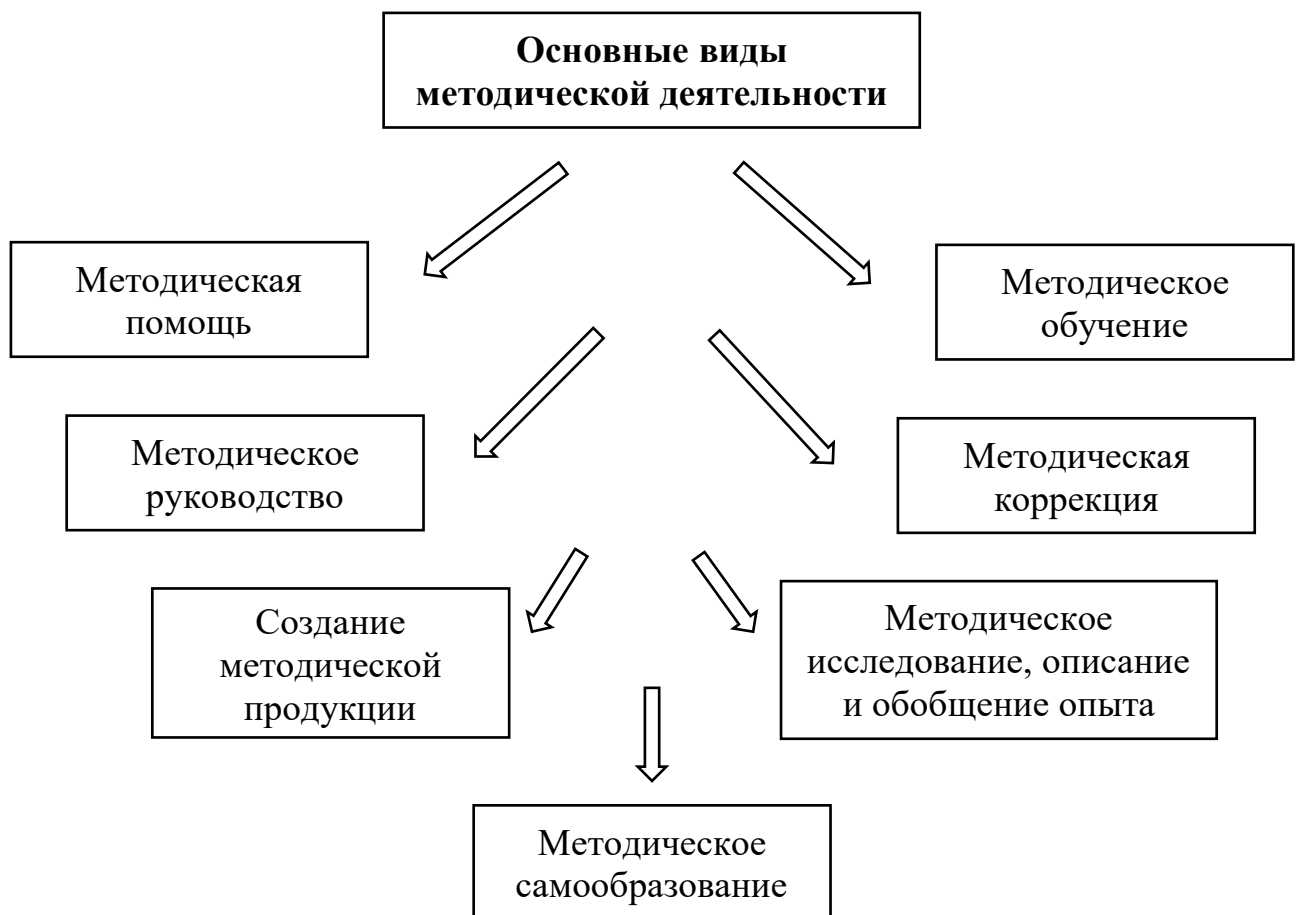 Основные виды
методической деятельности
Методическая
помощь
Методическое
обучение
Методическое
руководство
Методическая
коррекция
Создание
методической
продукции
Методическое
исследование, описание
и обобщение опыта
Методическое
самообразование